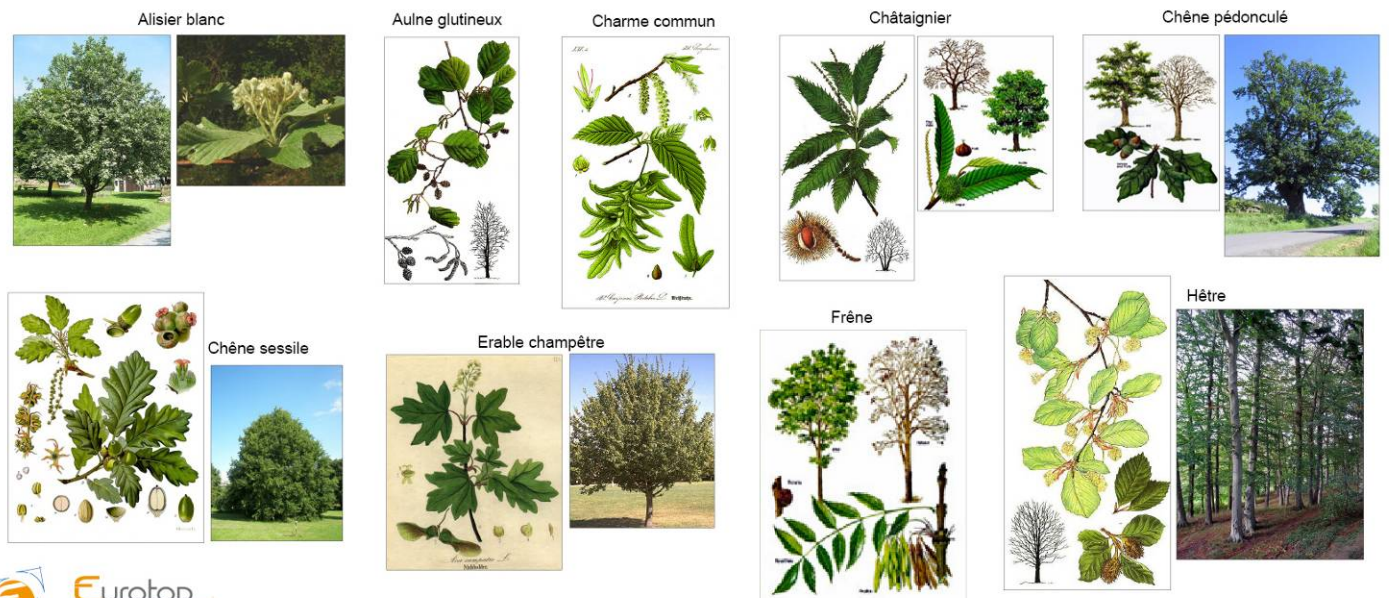 Alisier blanc
Aulne glutineux
Charme commun
Châtaignier
Chêne pédonculé
Chêne sessile
Erable champêtre
Frêne
Hêtre
Eurotop